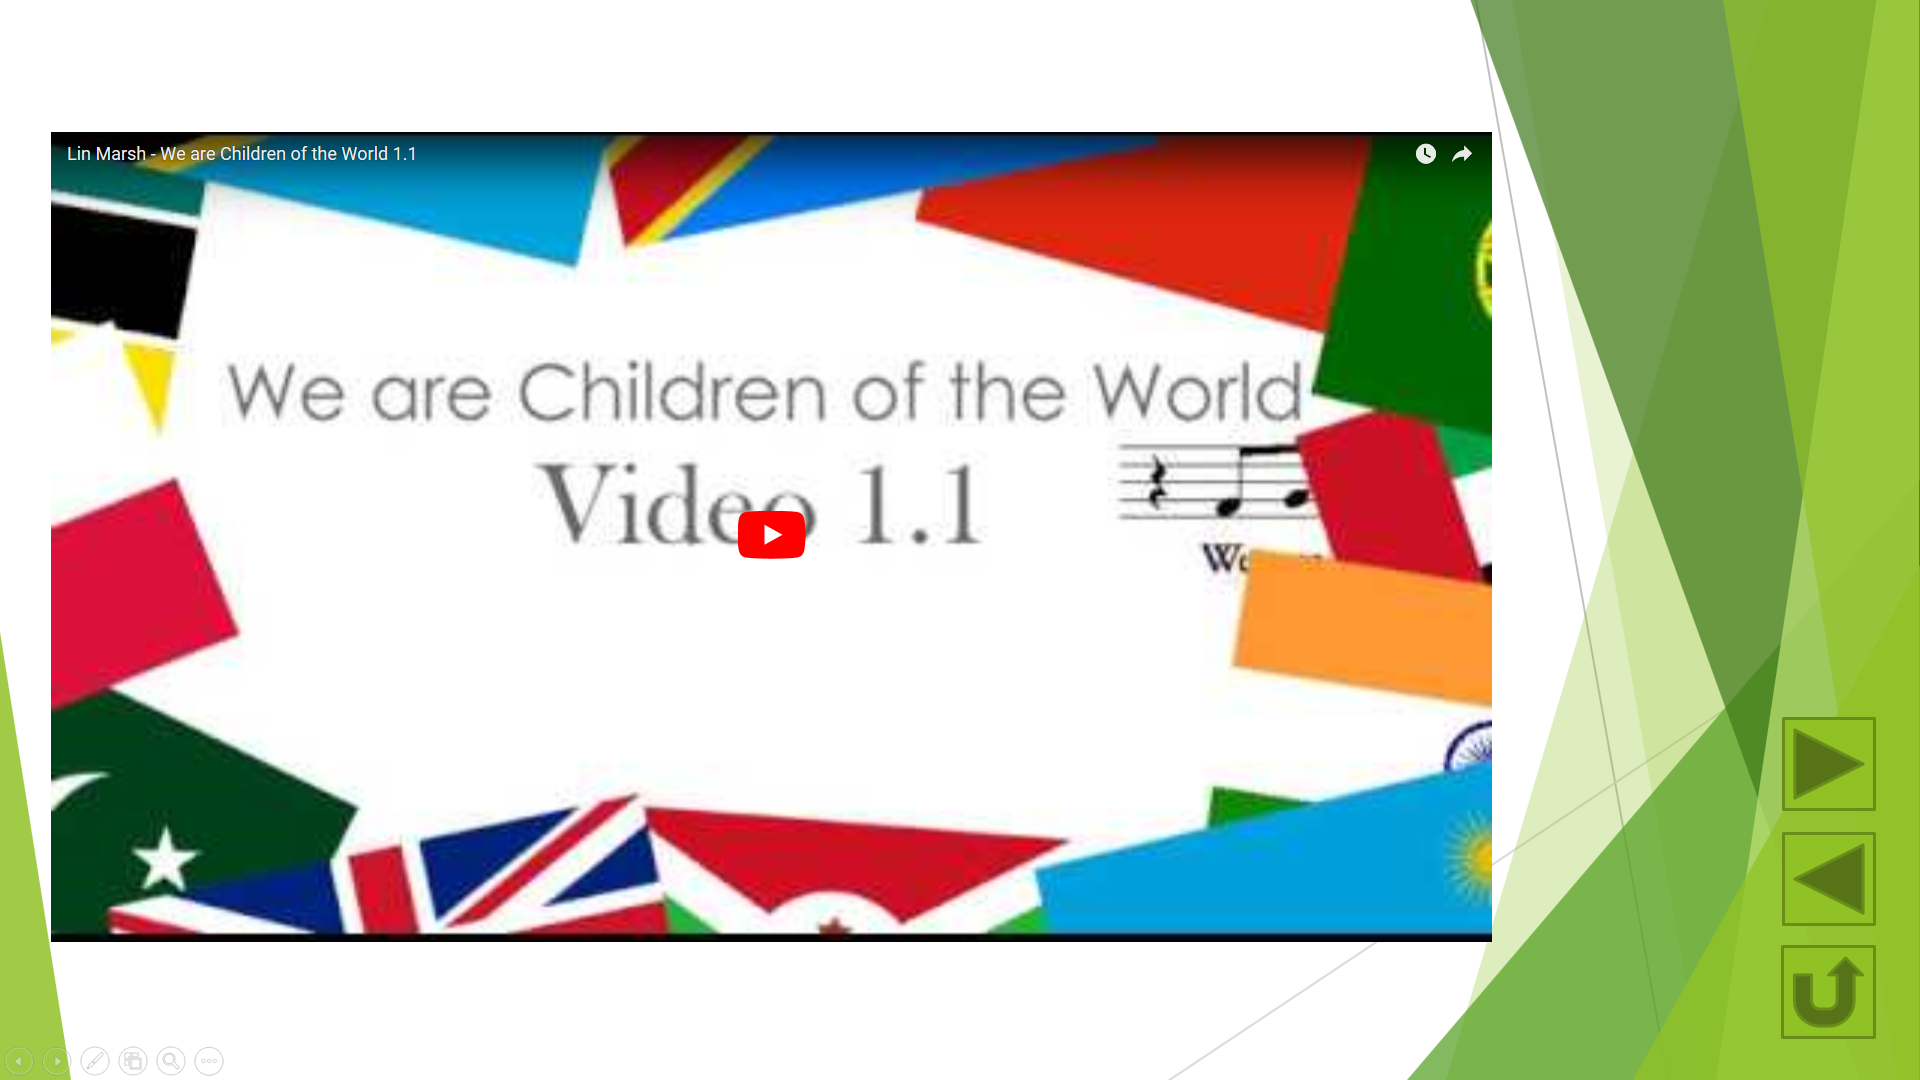 Lin Marsh - We are Children of the World 1.1
We are Children of the World
Video 1.1